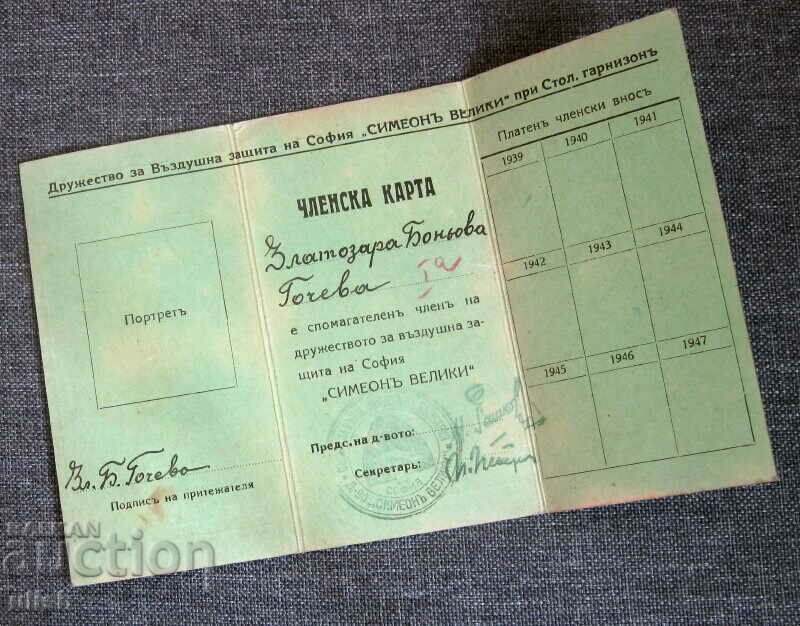 Дружество за Въздушна защита на София „СИМЕОНЪ ВЕЛИКИ“ при Стол. гарнизонъ
Портретъ
Зл. Б. Гочева
Подпись на притежателя
ЧЛЕНСКА КАРТА
Златозара Боньова
Гочева Iа
е спомагателенъ членъ на
дружеството за въздушна за-
щита на София
„СИМЕОНЪ ВЕЛИКИ“
Предс. на д-вото:
Секретарь:
„СИМЕОНЪ ВЕЛИКИ“
Платенъ членски вносъ
1939 1940 1941
1942 1943 1944
1945 1946 1947
BALKAN
auction